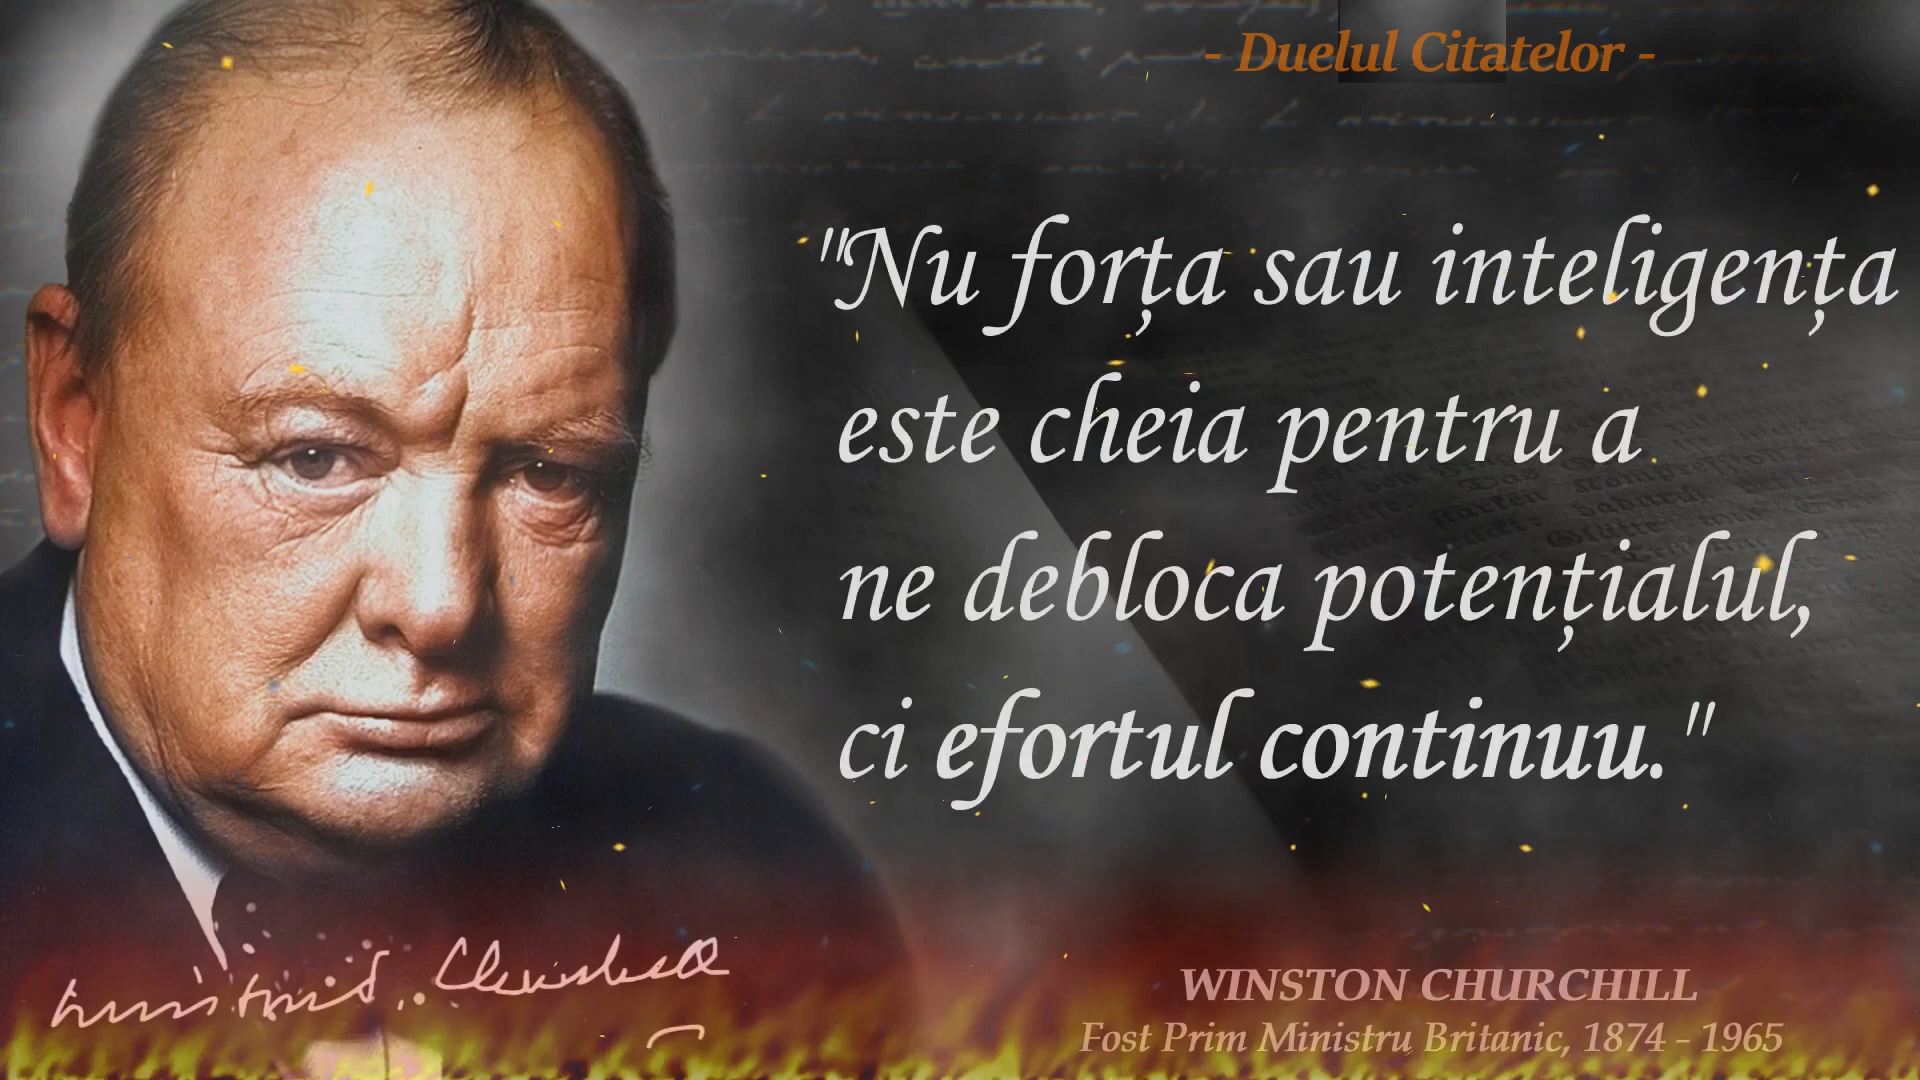 - Duelul Citatelor -
"Nu forța sau inteligența
este cheia pentru a
ne debloca potențialul,
ci efortul continuu."
WINSTON CHURCHILL
Fost Prim Ministru Britanic, 1874 - 1965